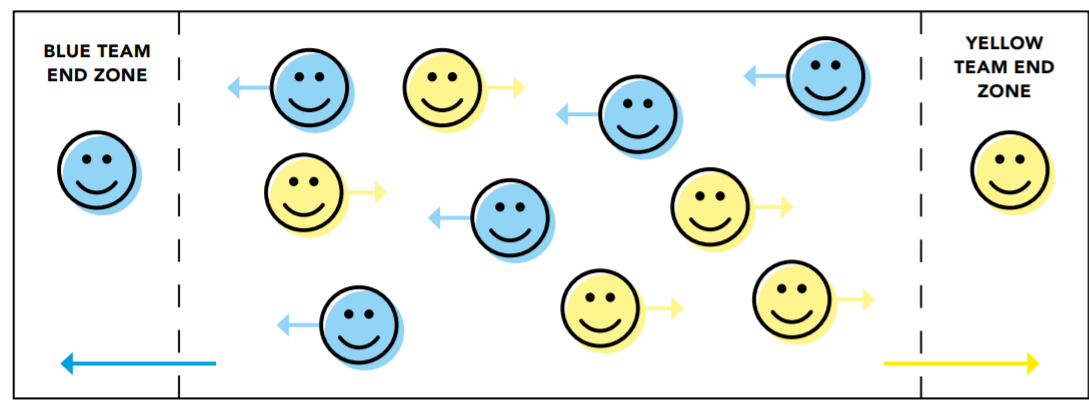 BLUE TEAM
END ZONE
YELLOW
TEAM END
ZONE